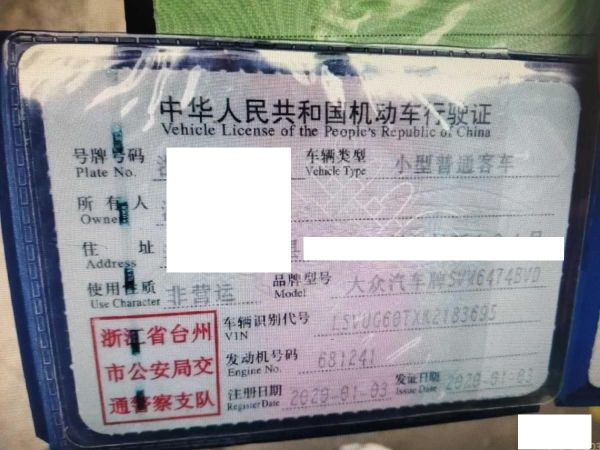 中华人民共和国机动车行驶证
Vehicle License of the People's Republic of China
号牌号码 车辆类型 小型普通客车
Plate No. Vehicle Type
所有人
Owner
住址 县 号
Address
使用性质 非营运 品牌型号 大众汽车牌SVW6474BVD
Use Character Model
浙江省台州
市公安局交
通警察支队
车辆识别代号
VIN
发动机号码 681241
Engine No.
注册日期 2020-01-03 发证日期 2020-01-03
Register Date Issue Date